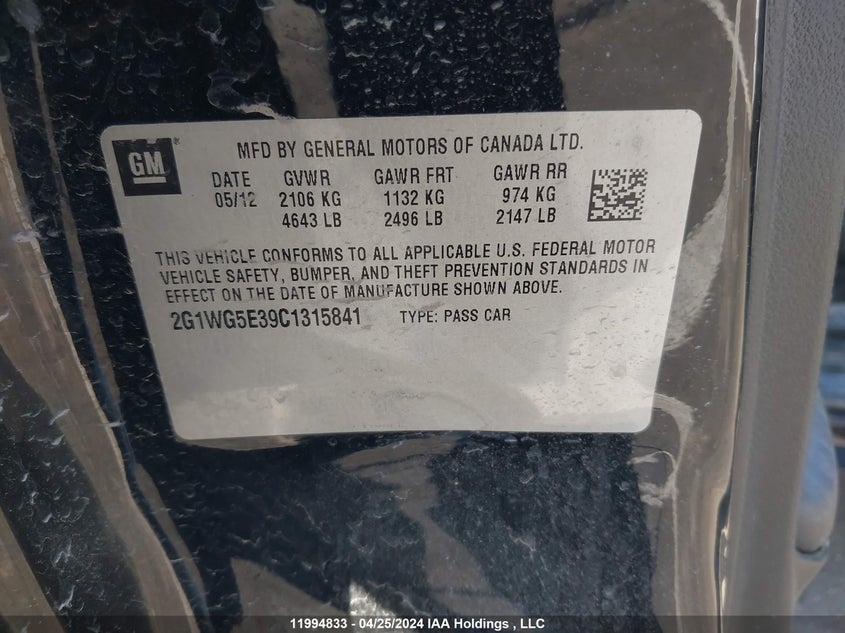 GM
MFD BY GENERAL MOTORS OF CANADA LTD.
DATE GVWR GAWR FRT GAWR RR
05/12 2106 KG 1132 KG 974 KG
4643 LB 2496 LB 2147 LB
THIS VEHICLE CONFORMS TO ALL APPLICABLE U.S. FEDERAL MOTOR
VEHICLE SAFETY, BUMPER, AND THEFT PREVENTION STANDARDS IN
EFFECT ON THE DATE OF MANUFACTURE SHOWN ABOVE.
2G1WG5E39C1315841 TYPE: PASS CAR
11994833 - 04/25/2024 IAA Holdings , LLC